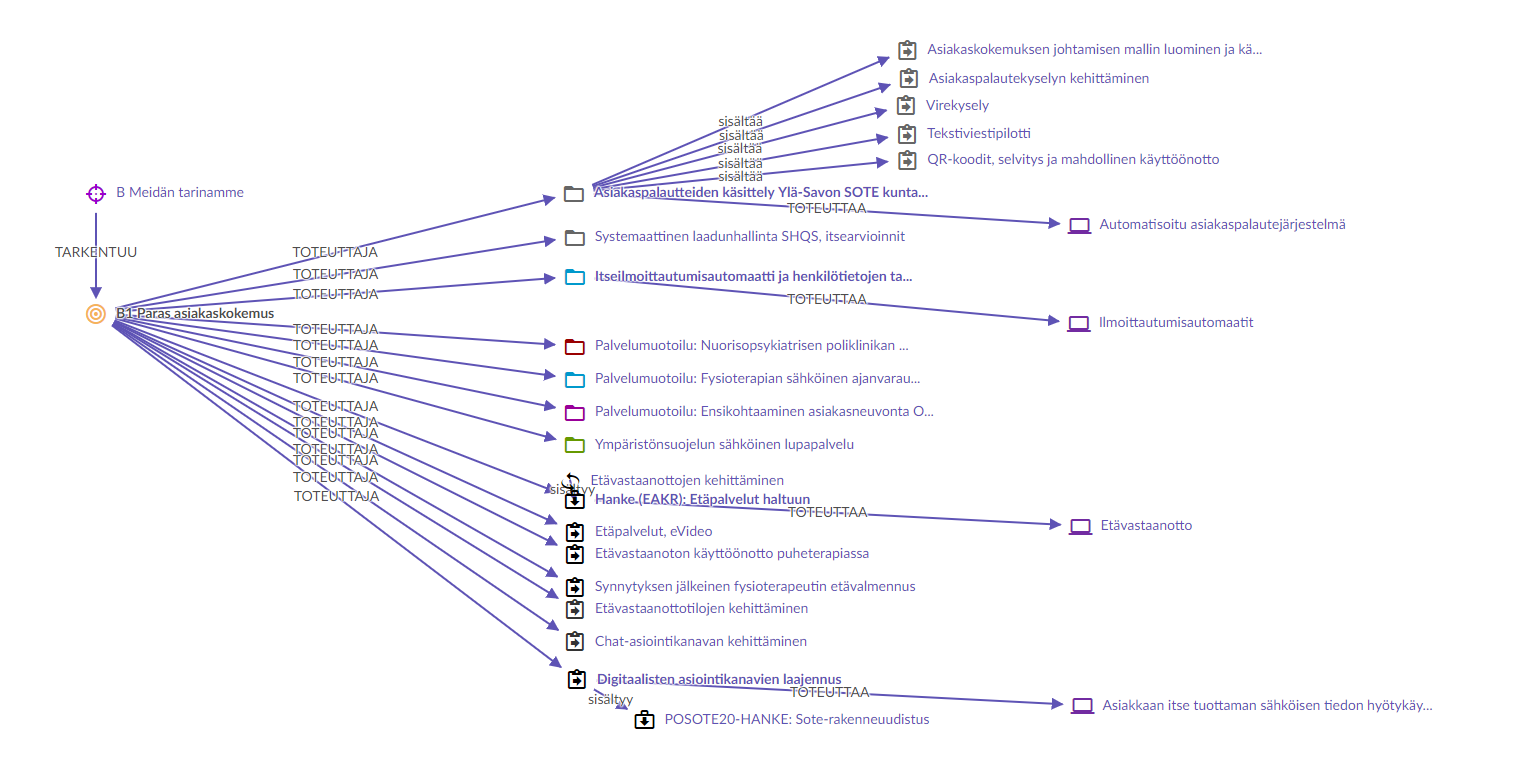 Asiakaskokemuksen johtamisen mallin luominen ja kä...
Asiakaspalautekyselyn kehittäminen
Virekysely
sisältää
sisältää
Tekstiviestipilotti
sisältää
sisältää
QR-koodit, selvitys ja mahdollinen käyttöönotto
sisältää
B Meidän tarinamme
Asiakaspalautteiden käsittely Ylä-Savon SOTE kunta...
TOTEUTTAA
Automatisoitu asiakaspalautejärjestelmä
TARKENTUU
TOTEUTTAJA
Systemaattinen laadunhallinta SHQS, itsearvioinnit
TOTEUTTAJA
Itseilmoittautumisautomaatti ja henkilötietojen ta...
TOTEUTTAJA
TOTEUTTAA
B1 Paras asiakaskokemus
Ilmoittautumisautomaatit
TOTEUTTAJA
TOTEUTTAJA
Palvelumuotoilu: Nuorisopsykiatrisen poliklinikan ...
TOTEUTTAJA
TOTEUTTAJA
Palvelumuotoilu: Fysioterapian sähköinen ajanvarau...
TOTEUTTAJA
Palvelumuotoilu: Ensikohtaaminen asiakasneuvonta O...
TOTEUTTAJA
TOTEUTTAJA
Ympäristönsuojelun sähköinen lupapalvelu
TOTEUTTAJA
TOTEUTTAJA
TOTEUTTAJA
Etävastaanottojen kehittäminen
sisältyy
TOTEUTTAJA
Hanke (EAKR): Etäpalvelut haltuun
TOTEUTTAA
Etävastaanotto
Etäpalvelut, eVideo
Etävastaanoton käyttöönotto puheterapiassa
Synnytyksen jälkeinen fysioterapeutin etävalmennus
Etävastaanottotilojen kehittäminen
Chat-asiointikanavan kehittäminen
Digitaalisten asiointikanavien laajennus
TOTEUTTAA
sisältyy
Asiakkaan itse tuottaman sähköisen tiedon hyötykäy...
POSOTE20-HANKE: Sote-rakenneuudistus